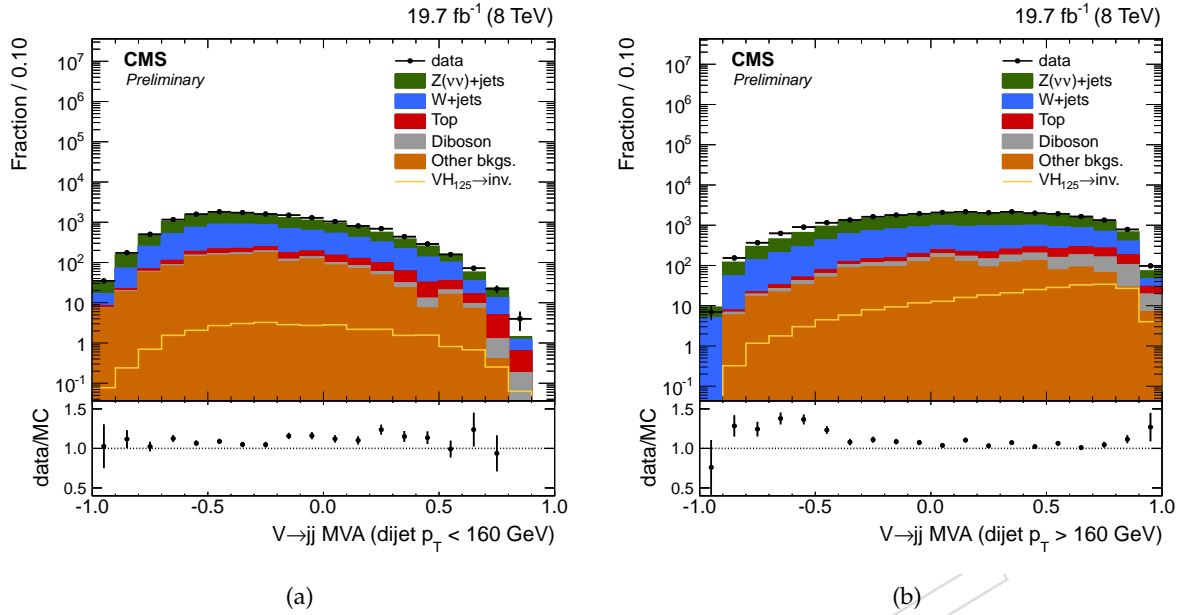 19.7 fb⁻¹ (8 TeV)
Fraction / 0.10
CMS
Preliminary
data
Z(νν)+jets
W+jets
Top
Diboson
Other bkgs.
VH₁₂₅→inv.
10⁷
10⁶
10⁵
10⁴
10³
10²
10
1
10⁻¹
data/MC
1.5
1.0
0.5
-1.0 -0.5 0.0 0.5 1.0
V→jj MVA (dijet p_T < 160 GeV)
(a)
19.7 fb⁻¹ (8 TeV)
Fraction / 0.10
CMS
Preliminary
data
Z(νν)+jets
W+jets
Top
Diboson
Other bkgs.
VH₁₂₅→inv.
10⁷
10⁶
10⁵
10⁴
10³
10²
10
1
10⁻¹
data/MC
1.5
1.0
0.5
-1.0 -0.5 0.0 0.5 1.0
V→jj MVA (dijet p_T > 160 GeV)
(b)